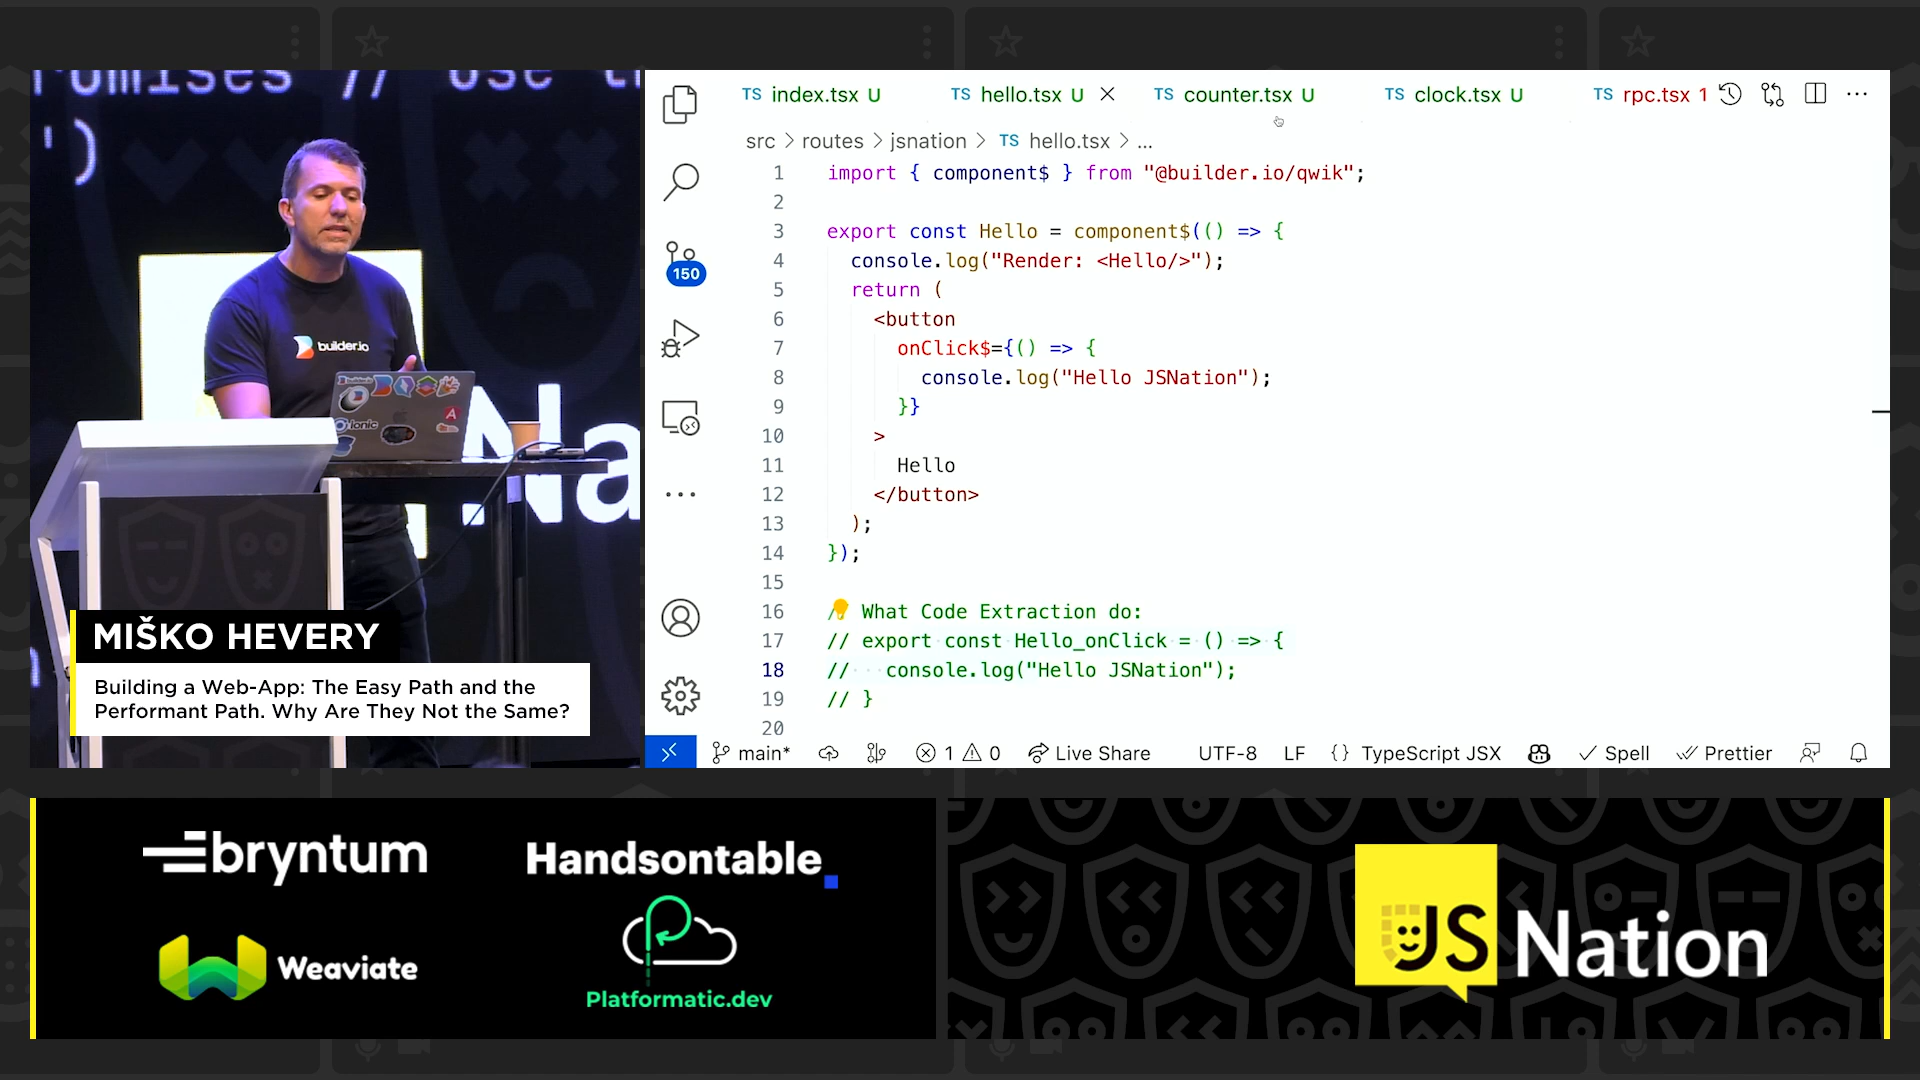 // use
')
builder.io
ionic
Na
MIŠKO HEVERY
Building a Web-App: The Easy Path and the
Performant Path. Why Are They Not the Same?
TS index.tsx U
TS hello.tsx U
TS counter.tsx U
TS clock.tsx U
TS rpc.tsx 1
src > routes > jsnation > TS hello.tsx > ...
150
1 import { component$ } from "@builder.io/qwik";
2
3 export const Hello = component$(() => {
4 console.log("Render: <Hello/>");
5 return (
6 <button
7 onClick$={() => {
8 console.log("Hello JSNation");
9 }}
10 >
11 Hello
12 </button>
13 );
14 });
15
16 // What Code Extraction do:
17 // export const Hello_onClick = () => {
18 // console.log("Hello JSNation");
19 // }
20
main* 1 0 Live Share UTF-8 LF {} TypeScript JSX Spell Prettier
bryntum
Handsontable
Weaviate
Platformatic.dev
JS Nation